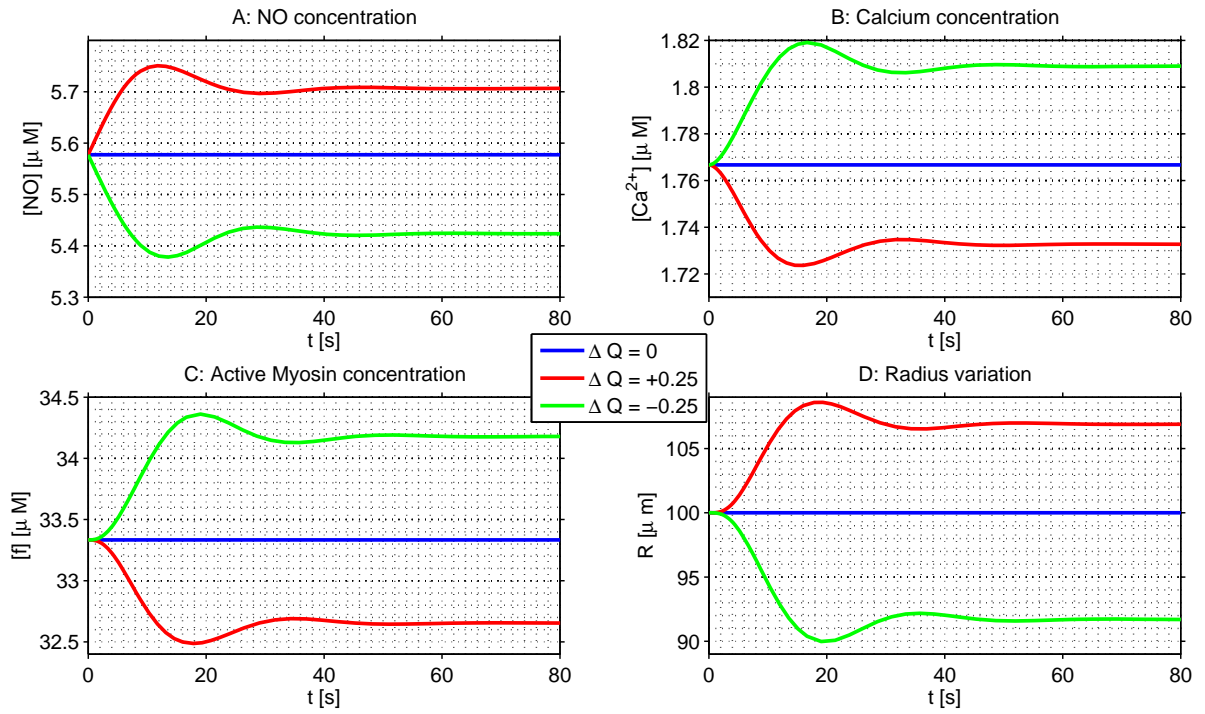 A: NO concentration
[NO] [μ M]
5.7
5.6
5.5
5.4
5.3
0 20 40 60 80
t [s]
B: Calcium concentration
[Ca2+] [μ M]
1.82
1.8
1.78
1.76
1.74
1.72
0 20 40 60 80
t [s]
Δ Q = 0
Δ Q = +0.25
Δ Q = −0.25
C: Active Myosin concentration
[f] [μ M]
34.5
34
33.5
33
32.5
0 20 40 60 80
t [s]
D: Radius variation
R [μ m]
105
100
95
90
0 20 40 60 80
t [s]